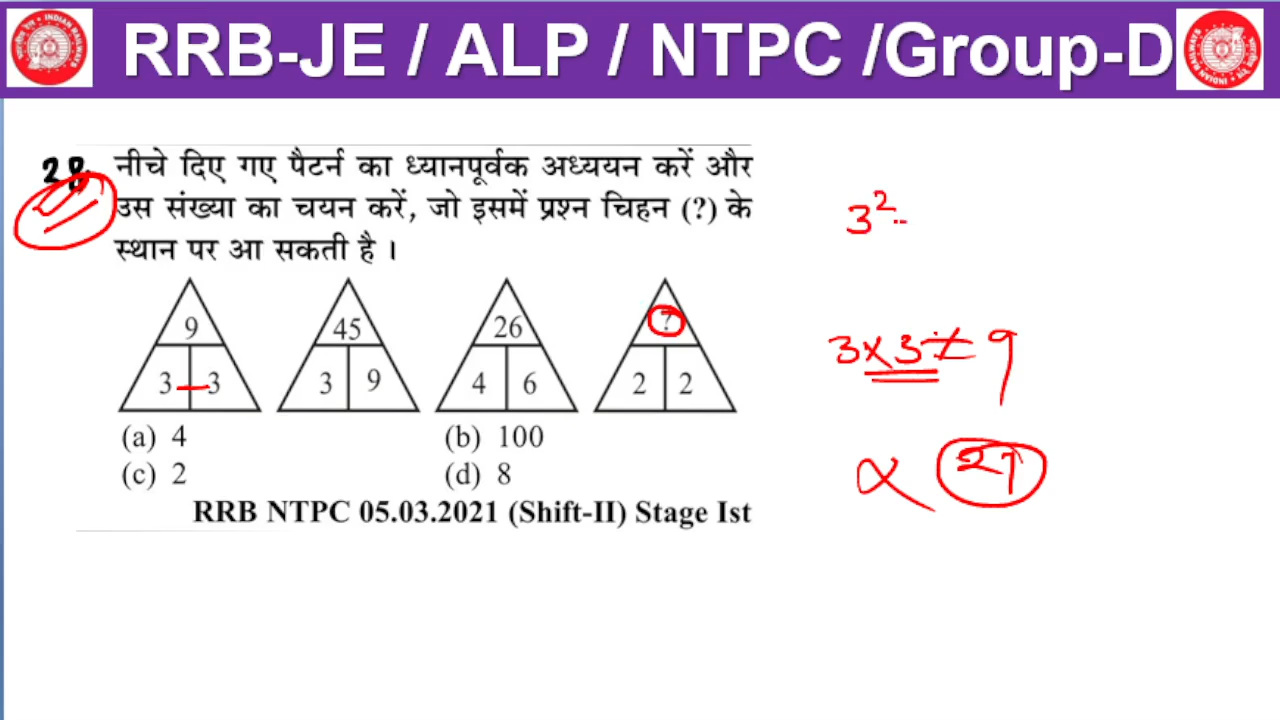 RRB-JE / ALP / NTPC /Group-D
28. नीचे दिए गए पैटर्न का ध्यानपूर्वक अध्ययन करें और
उस संख्या का चयन करें, जो इसमें प्रश्न चिहन (?) के
स्थान पर आ सकती है ।
9 45 26 ?
3 3 3 9 4 6 2 2
(a) 4 (b) 100
(c) 2 (d) 8
RRB NTPC 05.03.2021 (Shift-II) Stage Ist
3²
3×3 = 9
27